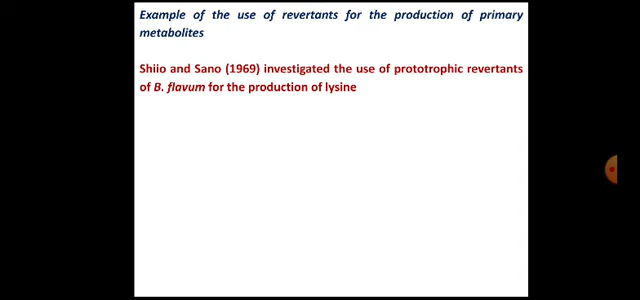 Example of the use of revertants for the production of primary
metabolites
Shiio and Sano (1969) investigated the use of prototrophic revertants
of B. flavum for the production of lysine